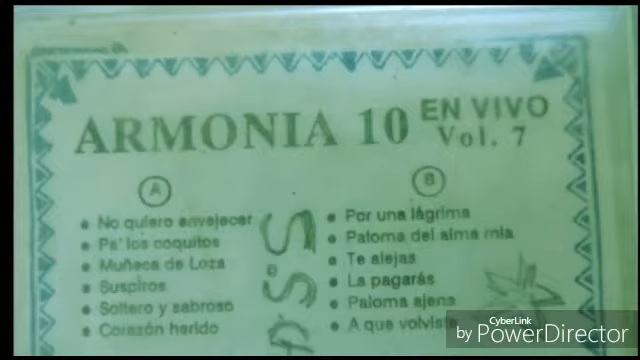 ARMONIA 10 EN VIVO
Vol. 7
A
No quiero envejecer
Pa' los coquitos
Muñeca de Loza
Suspiros
Soltero y sabroso
Corazón herido
B
Por una lágrima
Paloma del alma mia
Te alejas
La pagarás
Paloma ajena
A que volviste
CyberLink
by PowerDirector